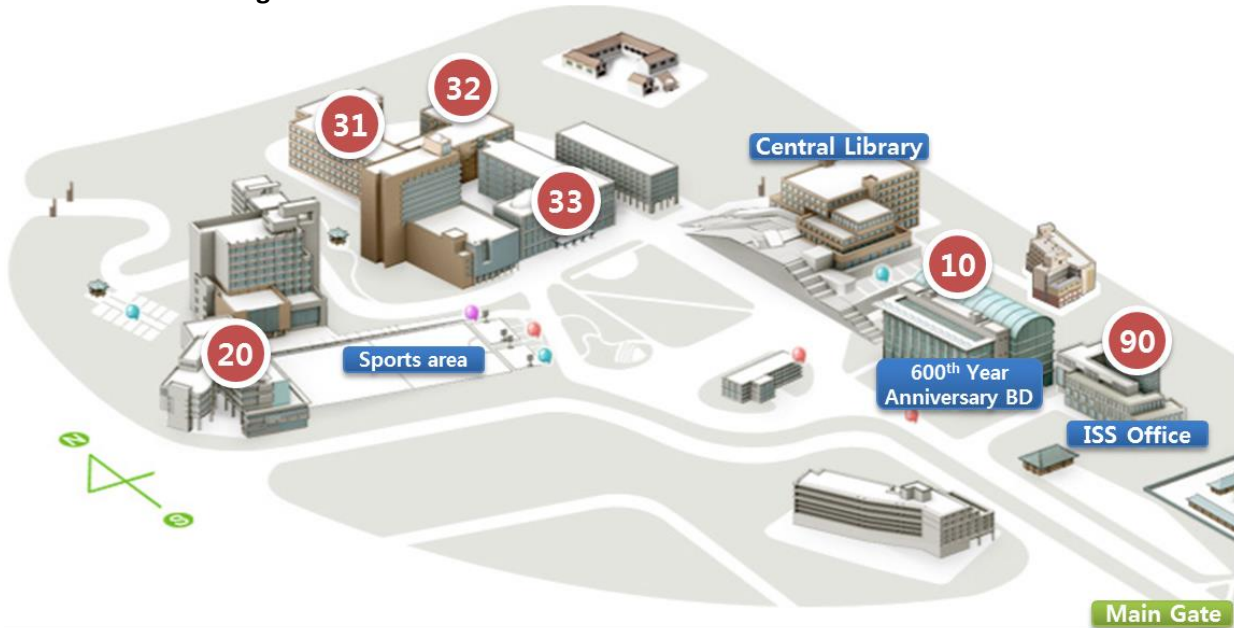 32
31
Central Library
33
10
20
Sports area
90
600th Year
Anniversary BD
ISS Office
N
S
Main Gate